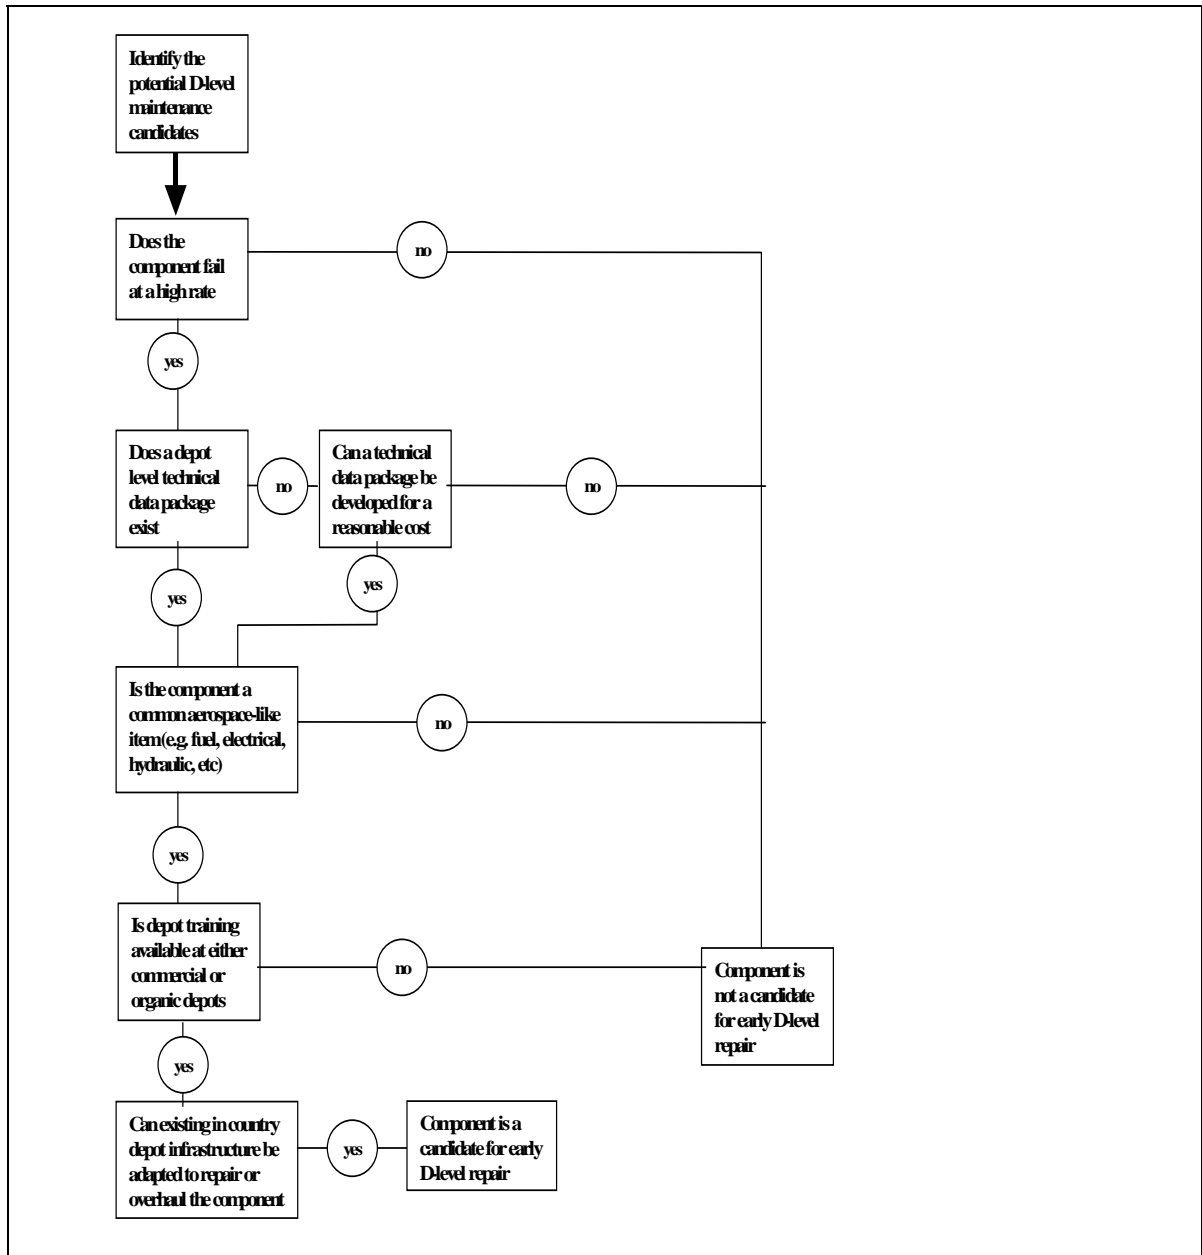 Identify the
potential D-level
maintenance
candidates
Does the
component fail
at a high rate
no
yes
Does a depot
level technical
data package
exist
no
Can a technical
data package be
developed for a
reasonable cost
no
yes
yes
Is the component a
common aerospace-like
item (e.g. fuel, electrical,
hydraulic, etc)
no
yes
Is depot training
available at either
commercial or
organic depots
no
Component is
not a candidate
for early D-level
repair
yes
Can existing in country
depot infrastructure be
adapted to repair or
overhaul the component
yes
Component is a
candidate for early
D-level repair